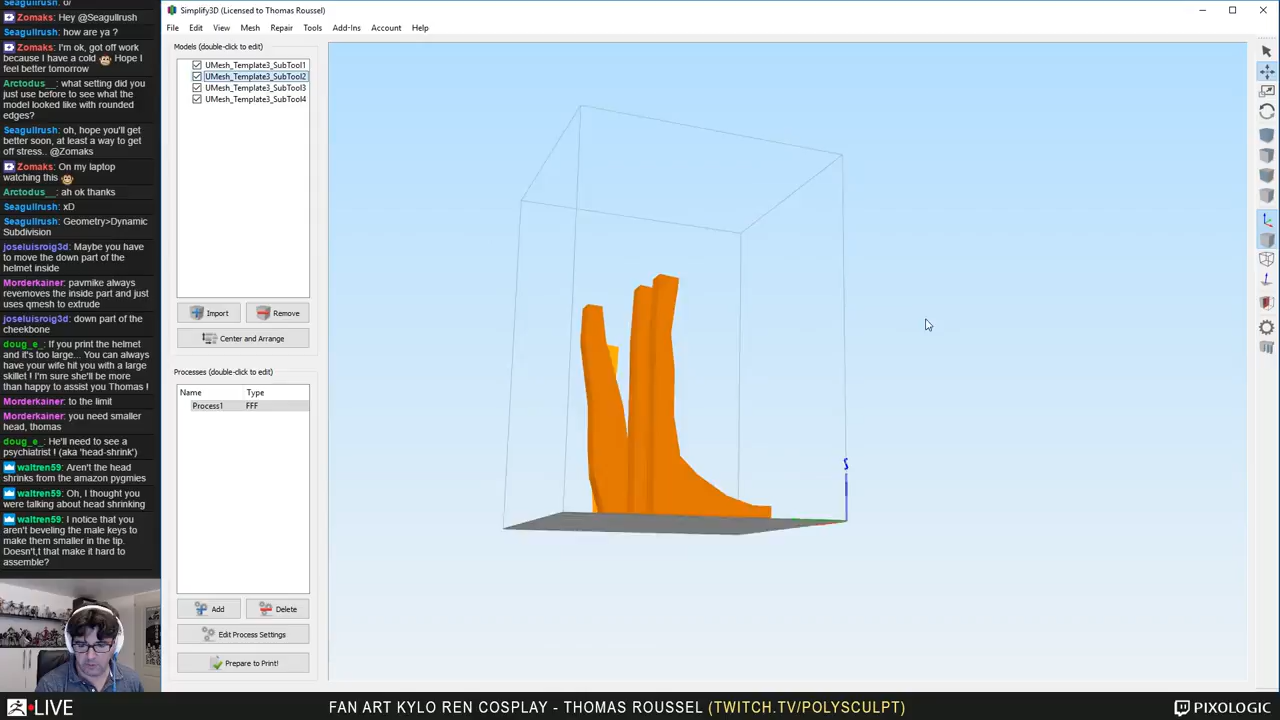 Seagullrush: o/
Zomaks: Hey @Seagullrush
Seagullrush: how are ya ?
Zomaks: I'm ok, got off work
because I have a cold Hope I
feel better tomorrow
Arctodus__: what setting did you
just use before to see what the
model looked like with rounded
edges?
Seagullrush: oh, hope you'll get
better soon, at least a way to get
off stress.. @Zomaks
Zomaks: On my laptop
watching this
Arctodus__: ah ok thanks
Seagullrush: xD
Seagullrush: Geometry>Dynamic
Subdivision
joseluisroig3d: Maybe you have
to move the down part of the
helmet inside
Morderkainer: pavmike always
revemoves the inside part and just
uses qmesh to extrude
joseluisroig3d: down part of the
cheekbone
doug_e_: If you print the helmet
and it's too large... You can always
have your wife hit you with a large
skillet ! I'm sure she'll be more
than happy to assist you Thomas !
Morderkainer: to the limit
Morderkainer: you need smaller
head, thomas
doug_e_: He'll need to see a
psychiatrist ! (aka 'head-shrink')
waltren59: Aren't the head
shrinks from the amazon pygmies
waltren59: Oh, I thought you
were talking about head shrinking
waltren59: I notice that you
aren't beveling the male keys to
make them smaller in the tip.
Doesn,t that make it hard to
assemble?
Simplify3D (Licensed to Thomas Roussel)
File Edit View Mesh Repair Tools Add-Ins Account Help
Models (double-click to edit)
UMesh_Template3_SubTool1
UMesh_Template3_SubTool2
UMesh_Template3_SubTool3
UMesh_Template3_SubTool4
Import Remove
Center and Arrange
Processes (double-click to edit)
Name Type
Process1 FFF
Add Delete
Edit Process Settings
Prepare to Print!
LIVE FAN ART KYLO REN COSPLAY - THOMAS ROUSSEL (TWITCH.TV/POLYSCULPT) PIXOLOGIC